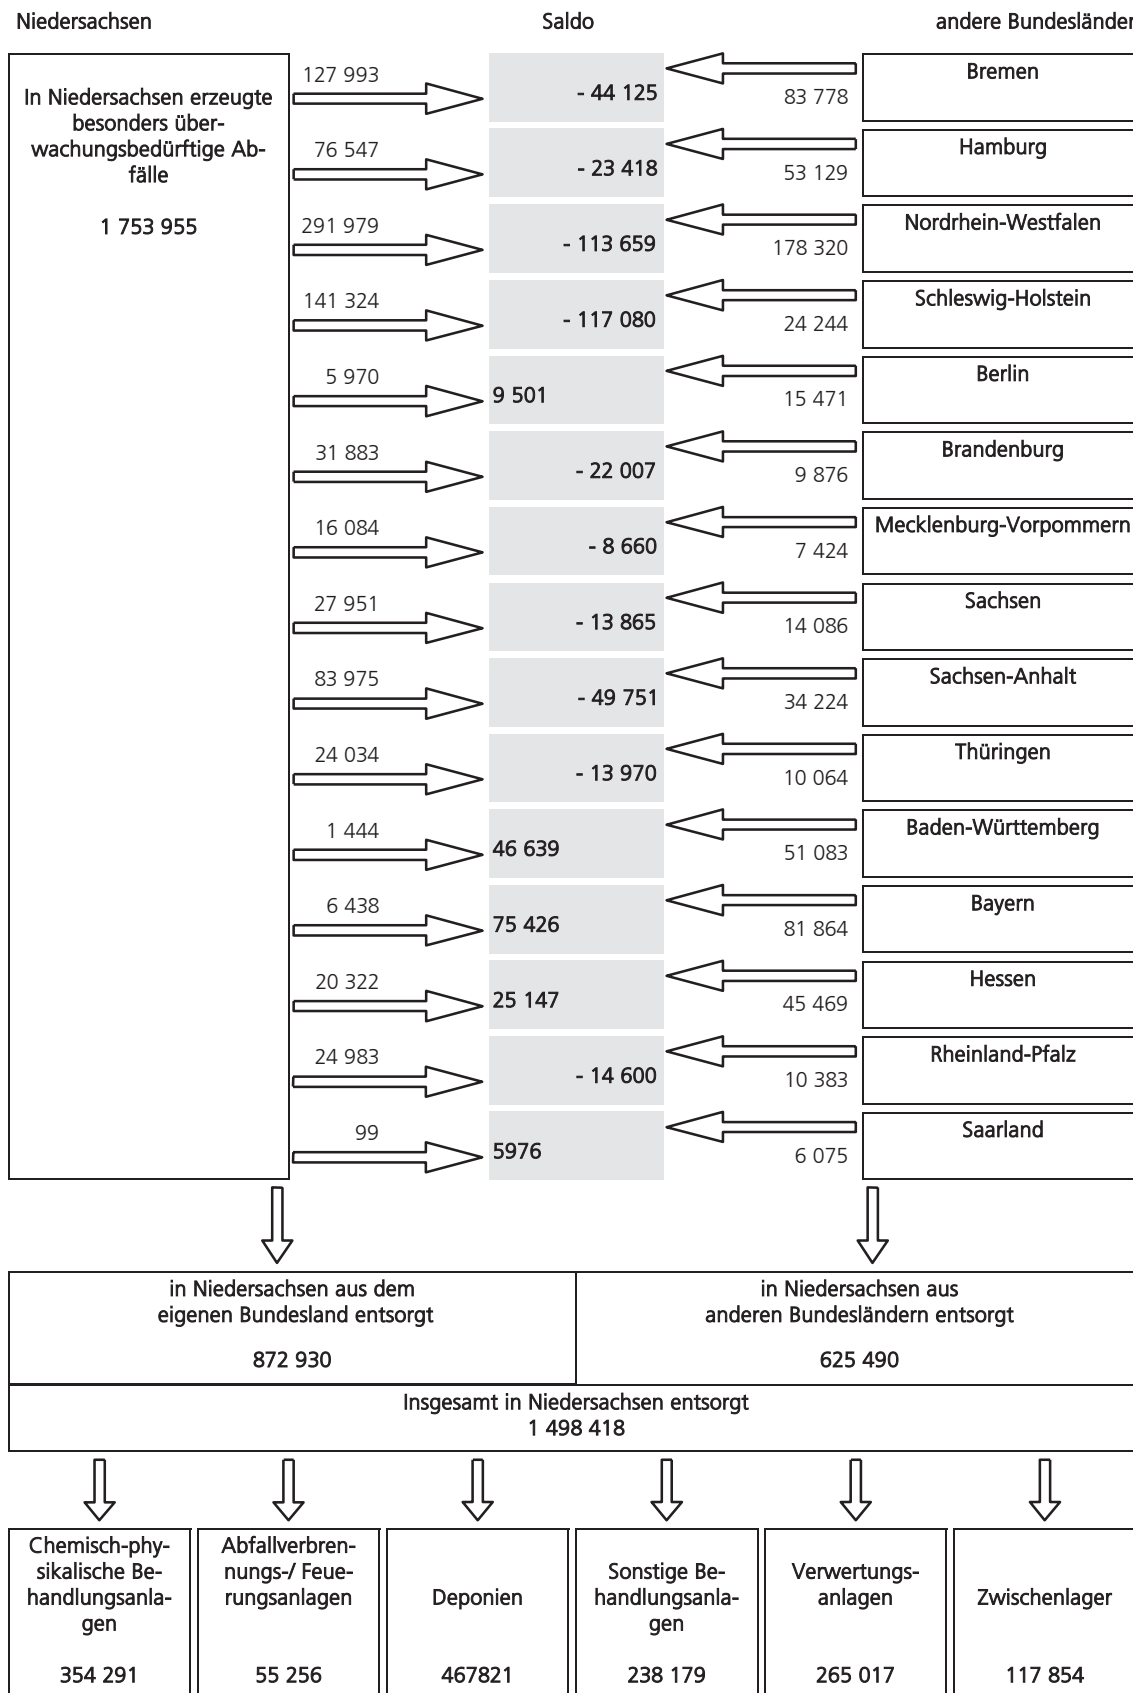 Niedersachsen Saldo andere Bundesländer
In Niedersachsen erzeugte
besonders über-
wachungsbedürftige Ab-
fälle
1 753 955
127 993 - 44 125 83 778 Bremen
76 547 - 23 418 53 129 Hamburg
291 979 - 113 659 178 320 Nordrhein-Westfalen
141 324 - 117 080 24 244 Schleswig-Holstein
5 970 9 501 15 471 Berlin
31 883 - 22 007 9 876 Brandenburg
16 084 - 8 660 7 424 Mecklenburg-Vorpommern
27 951 - 13 865 14 086 Sachsen
83 975 - 49 751 34 224 Sachsen-Anhalt
24 034 - 13 970 10 064 Thüringen
1 444 46 639 51 083 Baden-Württemberg
6 438 75 426 81 864 Bayern
20 322 25 147 45 469 Hessen
24 983 - 14 600 10 383 Rheinland-Pfalz
99 5976 6 075 Saarland
in Niedersachsen aus dem
eigenen Bundesland entsorgt
872 930
in Niedersachsen aus
anderen Bundesländern entsorgt
625 490
Insgesamt in Niedersachsen entsorgt
1 498 418
Chemisch-phy-
sikalische Be-
handlungsanla-
gen
354 291
Abfallverbren-
nungs-/ Feue-
rungsanlagen
55 256
Deponien
467821
Sonstige Be-
handlungsanla-
gen
238 179
Verwertungs-
anlagen
265 017
Zwischenlager
117 854